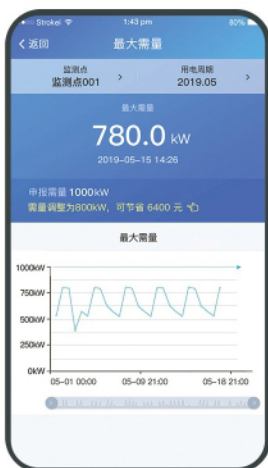 Strokel
1:43 pm
80%
返回
最大需量
监测点
监测点001
用电周期
2019.05
最大需量
780.0 kW
2019-05-15 14:26
申报需量 1000kW
需量调整为800kW，可节省 6400 元
最大需量
1000kW
750kW
500kW
250kW
0kW
05-01 00:00
05-09 21:00
05-18 21:00